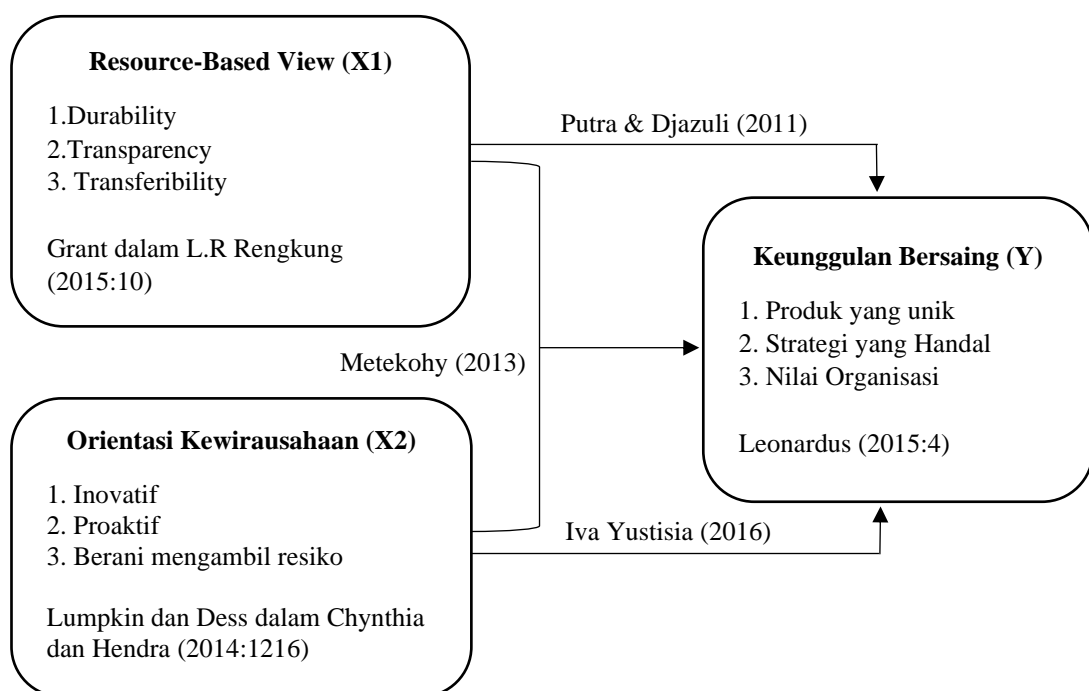 Resource-Based View (X1)
1.Durability
2.Transparency
3. Transferibility
Grant dalam L.R Rengkung
(2015:10)
Putra & Djazuli (2011)
Metekohy (2013)
Orientasi Kewirausahaan (X2)
1. Inovatif
2. Proaktif
3. Berani mengambil resiko
Lumpkin dan Dess dalam Chynthia
dan Hendra (2014:1216)
Iva Yustisia (2016)
Keunggulan Bersaing (Y)
1. Produk yang unik
2. Strategi yang Handal
3. Nilai Organisasi
Leonardus (2015:4)